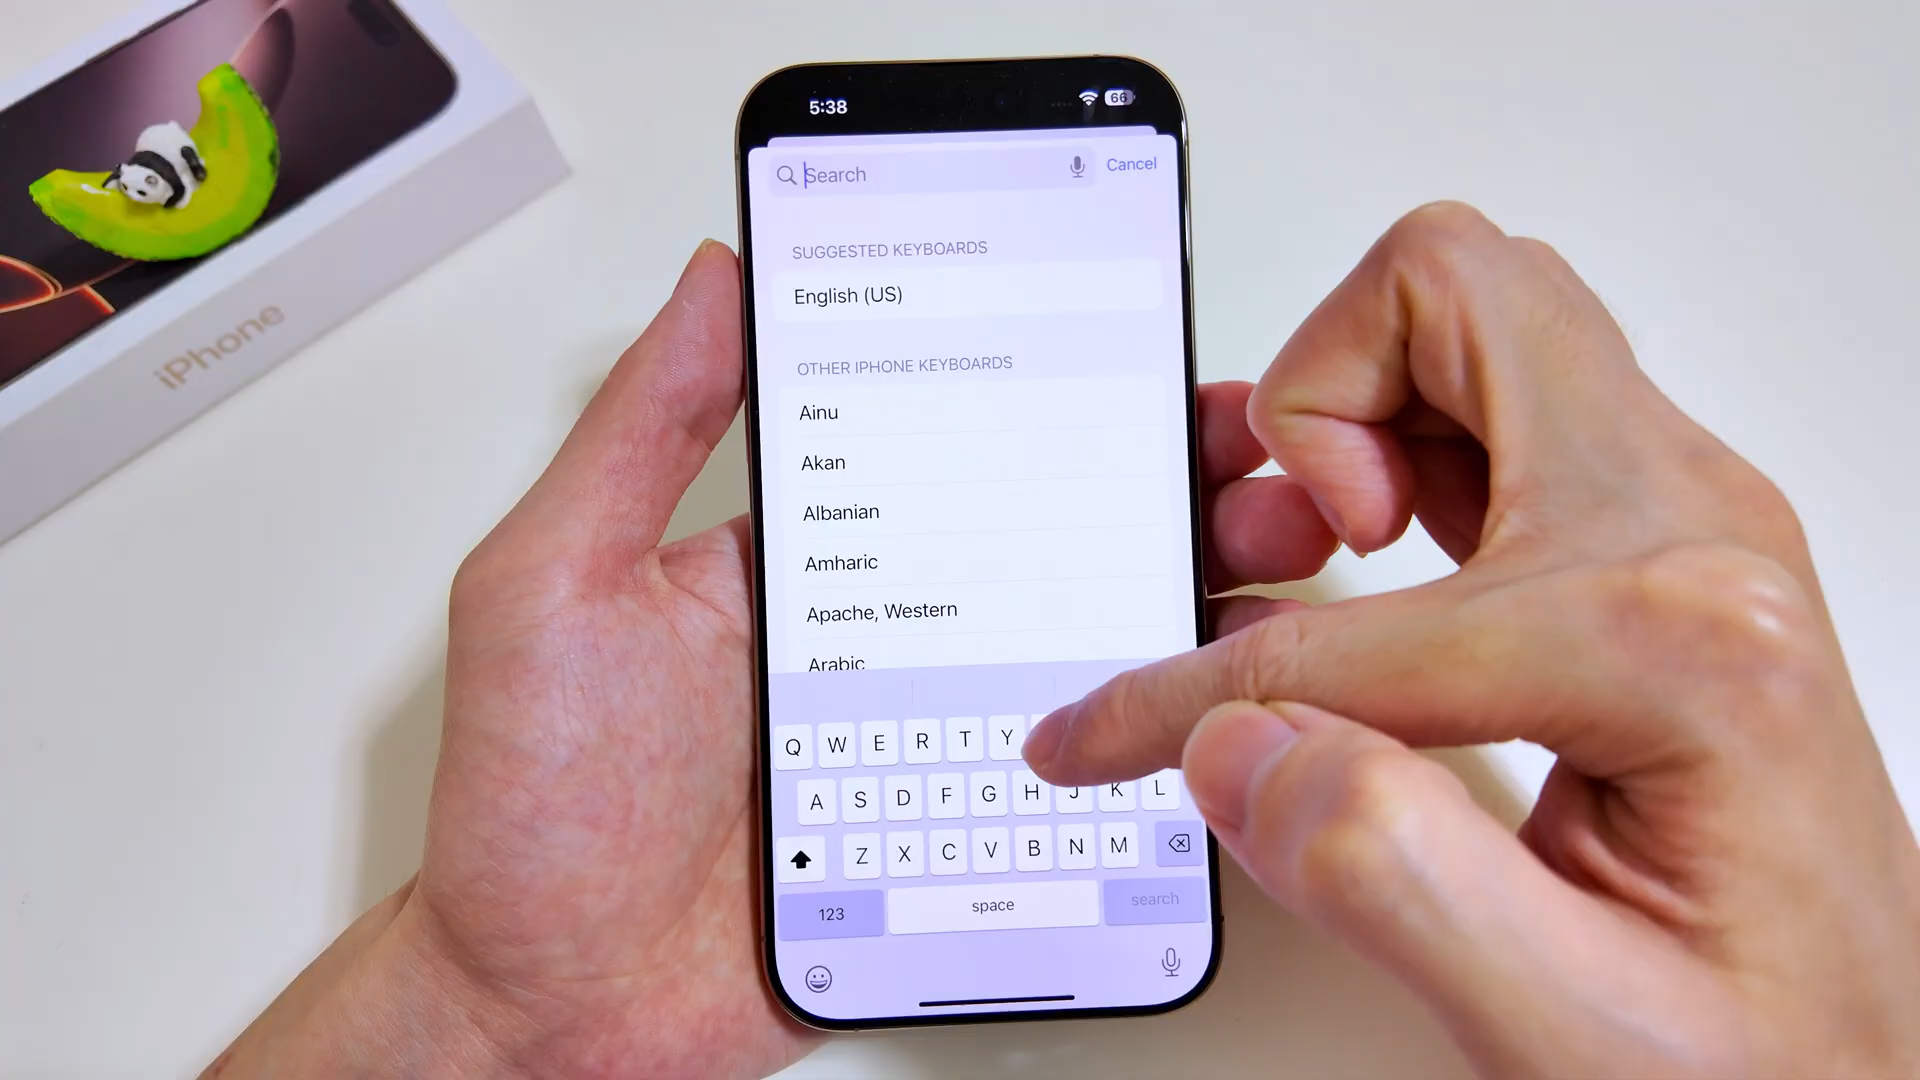 iPhone
5:38
66
Search
Cancel
SUGGESTED KEYBOARDS
English (US)
OTHER IPHONE KEYBOARDS
Ainu
Akan
Albanian
Amharic
Apache, Western
Arabic
Q W E R T Y
A S D F G H J K L
Z X C V B N M
123 space search